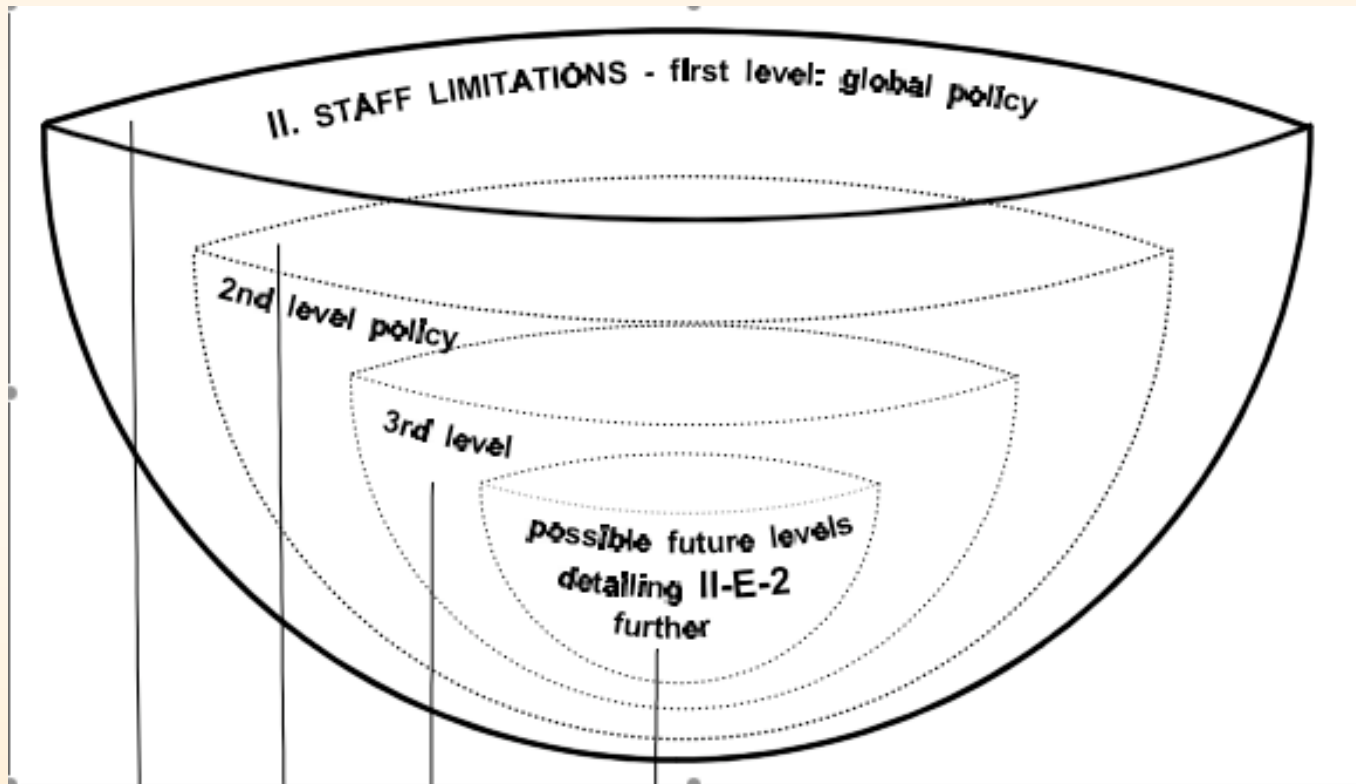 II. STAFF LIMITATIONS - first level: global policy
2nd level policy
3rd level
possible future levels
detailing II-E-2
further